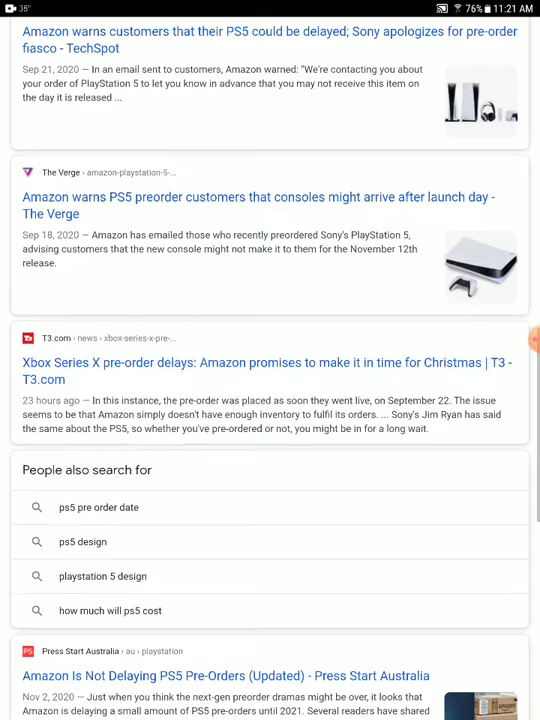 38° 76% 11:21 AM
Amazon warns customers that their PS5 could be delayed; Sony apologizes for pre-order
fiasco - TechSpot
Sep 21, 2020 — In an email sent to customers, Amazon warned: "We're contacting you about
your order of PlayStation 5 to let you know in advance that you may not receive this item on
the day it is released ...
The Verge › amazon-playstation-5-...
Amazon warns PS5 preorder customers that consoles might arrive after launch day -
The Verge
Sep 18, 2020 — Amazon has emailed those who recently preordered Sony's PlayStation 5,
advising customers that the new console might not make it to them for the November 12th
release.
T3 T3.com › news › xbox-series-x-pre-...
Xbox Series X pre-order delays: Amazon promises to make it in time for Christmas | T3 -
T3.com
23 hours ago — In this instance, the pre-order was placed as soon they went live, on September 22. The issue
seems to be that Amazon simply doesn't have enough inventory to fulfil its orders. ... Sony's Jim Ryan has said
the same about the PS5, so whether you've pre-ordered or not, you might be in for a long wait.
People also search for
ps5 pre order date
ps5 design
playstation 5 design
how much will ps5 cost
PS Press Start Australia › au › playstation
Amazon Is Not Delaying PS5 Pre-Orders (Updated) - Press Start Australia
Nov 2, 2020 — Just when you think the next-gen preorder dramas might be over, it looks that
Amazon is delaying a small amount of PS5 pre-orders until 2021. Several readers have shared